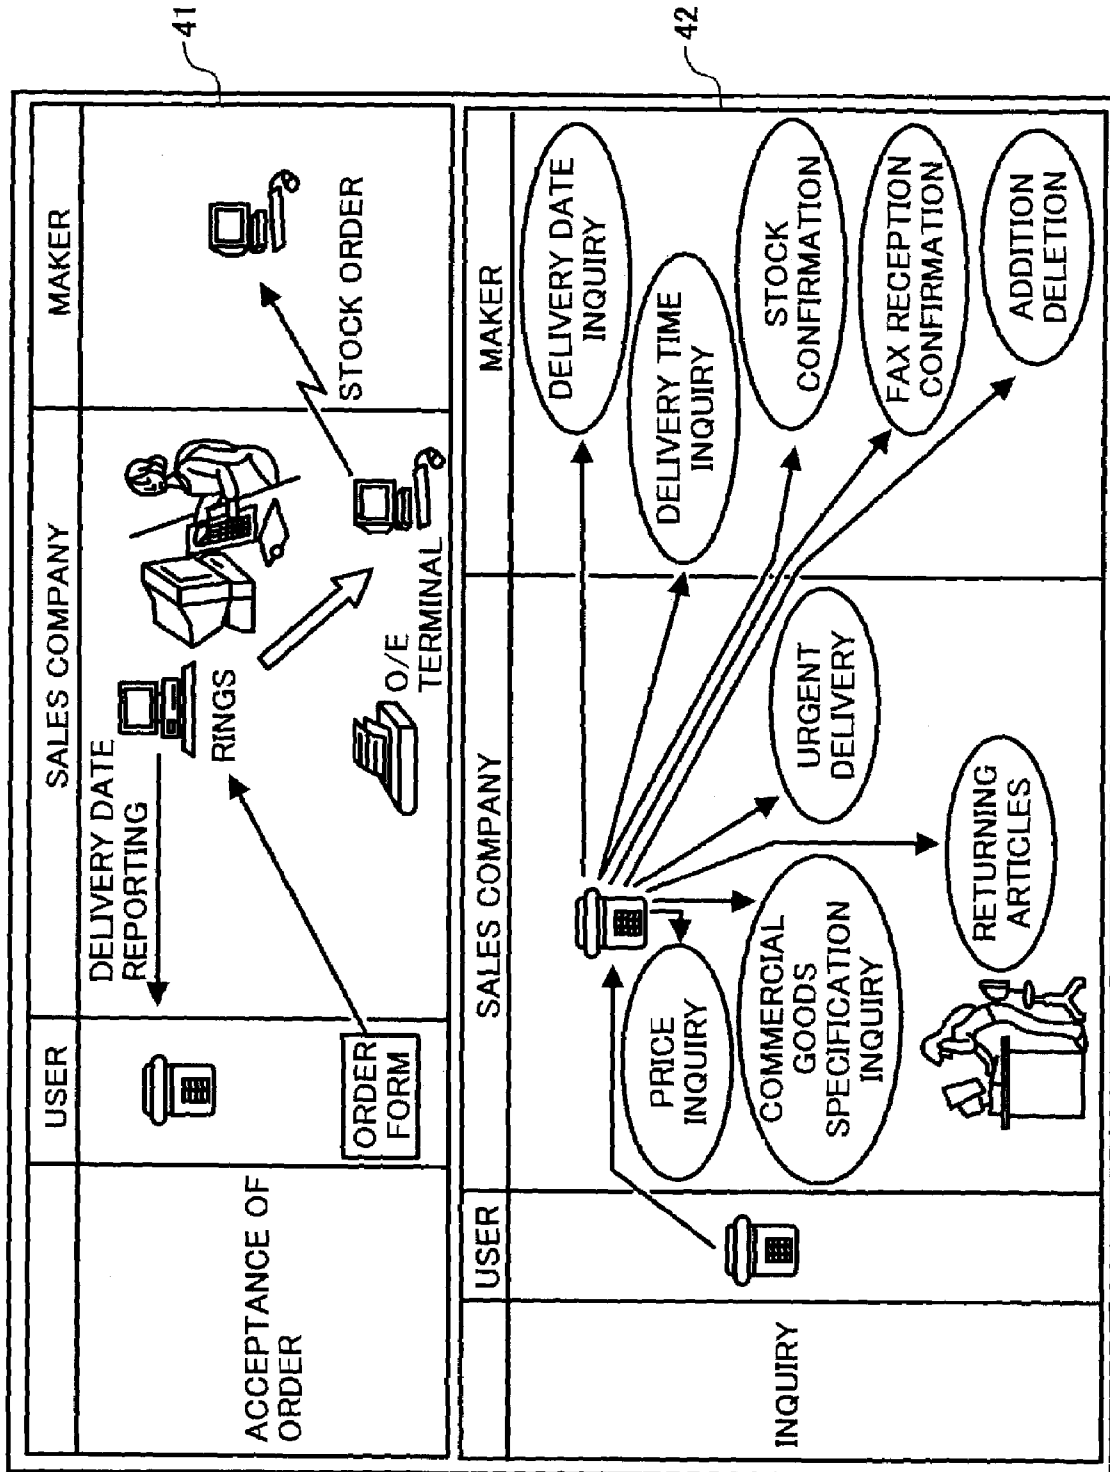 USER
SALES COMPANY
MAKER
41
ACCEPTANCE OF
ORDER
ORDER
FORM
DELIVERY DATE
REPORTING
RINGS
O/E
TERMINAL
STOCK ORDER
USER
SALES COMPANY
MAKER
42
INQUIRY
PRICE
INQUIRY
COMMERCIAL
GOODS
SPECIFICATION
INQUIRY
RETURNING
ARTICLES
URGENT
DELIVERY
DELIVERY DATE
INQUIRY
DELIVERY TIME
INQUIRY
STOCK
CONFIRMATION
FAX RECEPTION
CONFIRMATION
ADDITION
DELETION